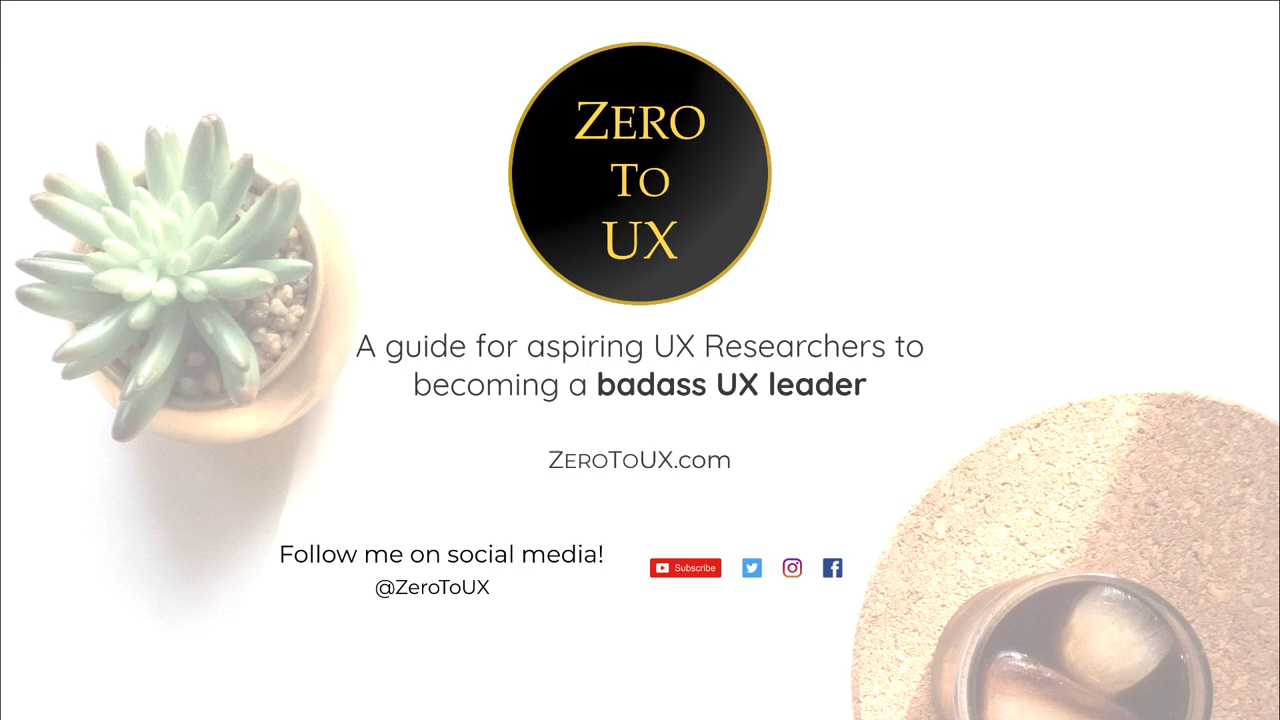 ZERO
TO
UX
A guide for aspiring UX Researchers to
becoming a badass UX leader
ZEROTOUX.com
Follow me on social media!
@ZeroToUX
Subscribe